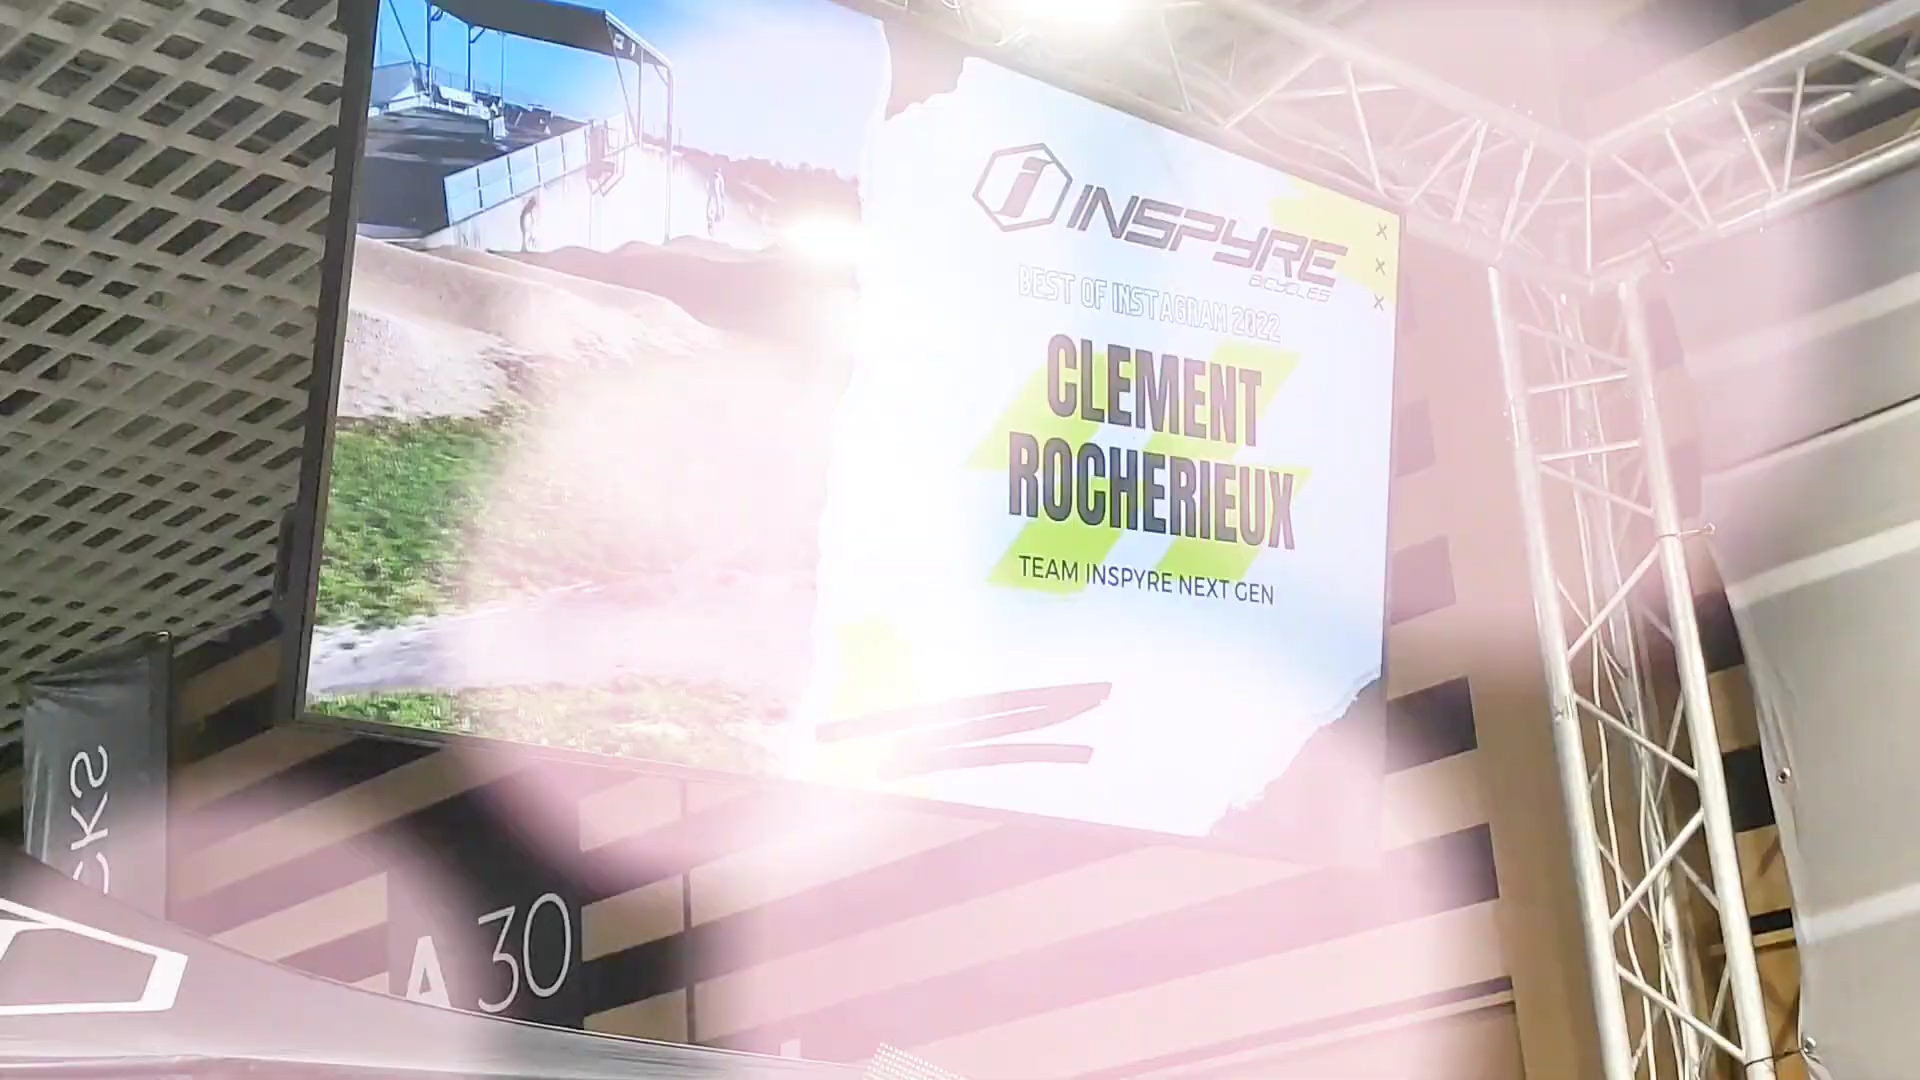 INSPYRE
BICYCLES
BEST OF INSTAGRAM 2022
CLEMENT
ROCHERIEUX
TEAM INSPYRE NEXT GEN
A 30